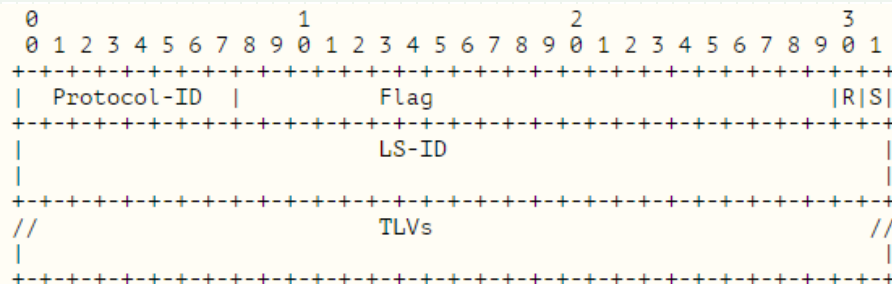 0                   1                   2                   3
 0 1 2 3 4 5 6 7 8 9 0 1 2 3 4 5 6 7 8 9 0 1 2 3 4 5 6 7 8 9 0 1
+-+-+-+-+-+-+-+-+-+-+-+-+-+-+-+-+-+-+-+-+-+-+-+-+-+-+-+-+-+-+-+-+
|  Protocol-ID  |          Flag                             |R|S|
+-+-+-+-+-+-+-+-+-+-+-+-+-+-+-+-+-+-+-+-+-+-+-+-+-+-+-+-+-+-+-+-+
|                          LS-ID                                |
|                                                               |
+-+-+-+-+-+-+-+-+-+-+-+-+-+-+-+-+-+-+-+-+-+-+-+-+-+-+-+-+-+-+-+-+
//                         TLVs                                //
|                                                               |
+-+-+-+-+-+-+-+-+-+-+-+-+-+-+-+-+-+-+-+-+-+-+-+-+-+-+-+-+-+-+-+-+